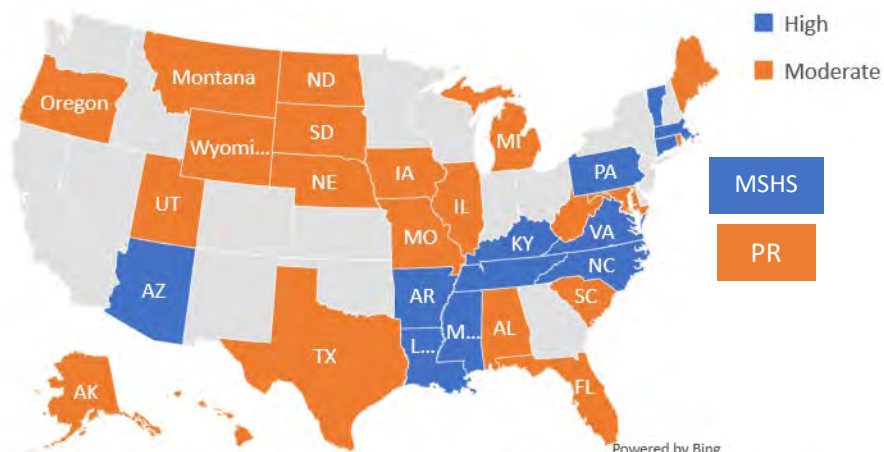 High
Moderate
Montana
ND
Oregon
SD
MI
Wyomi...
NE
IA
PA
MSHS
UT
IL
MO
KY
VA
PR
NC
AZ
AR
SC
M...
AL
L...
TX
AK
FL
Powered by Bing